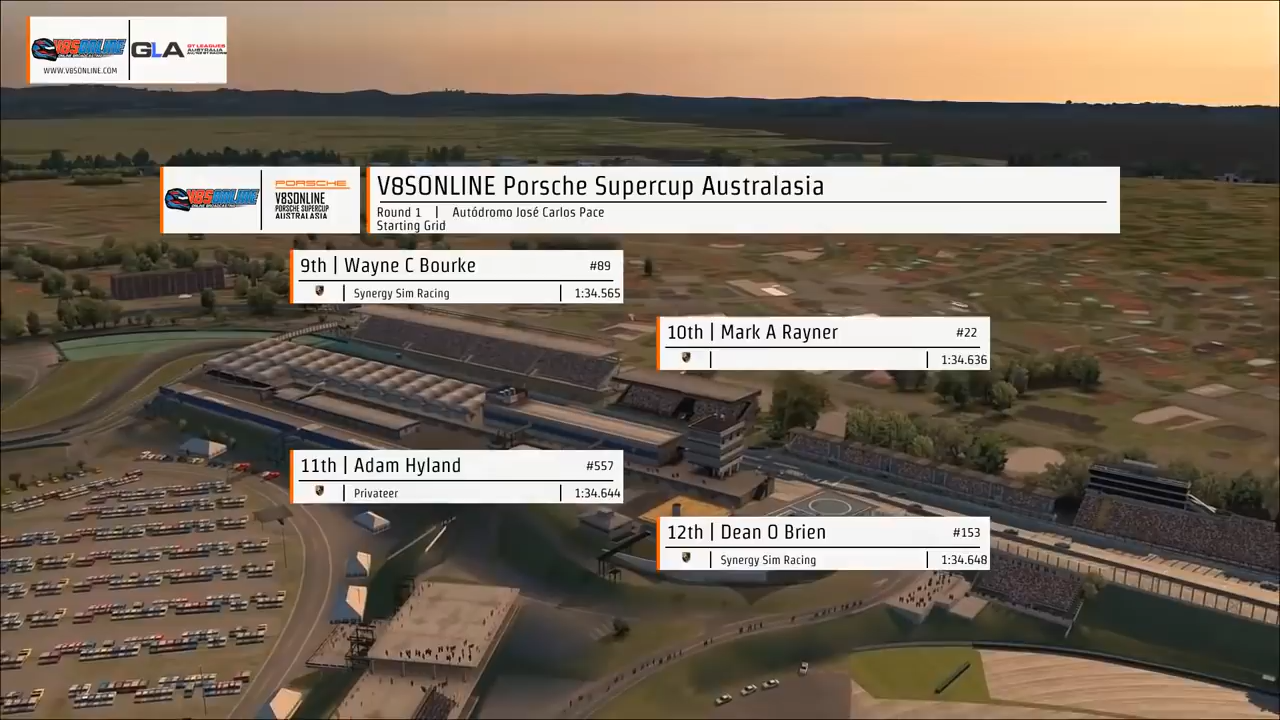 V8SONLINE
WWW.V8SONLINE.COM
GLA
GT LEAGUES
AUSTRALIA
V8SONLINE
PORSCHE
V8SONLINE
PORSCHE SUPERCUP
AUSTRALASIA
V8SONLINE Porsche Supercup Australasia
Round 1 | Autódromo José Carlos Pace
Starting Grid
9th | Wayne C Bourke #89
Synergy Sim Racing 1:34.565
10th | Mark A Rayner #22
1:34.636
11th | Adam Hyland #557
Privateer 1:34.644
12th | Dean O Brien #153
Synergy Sim Racing 1:34.648